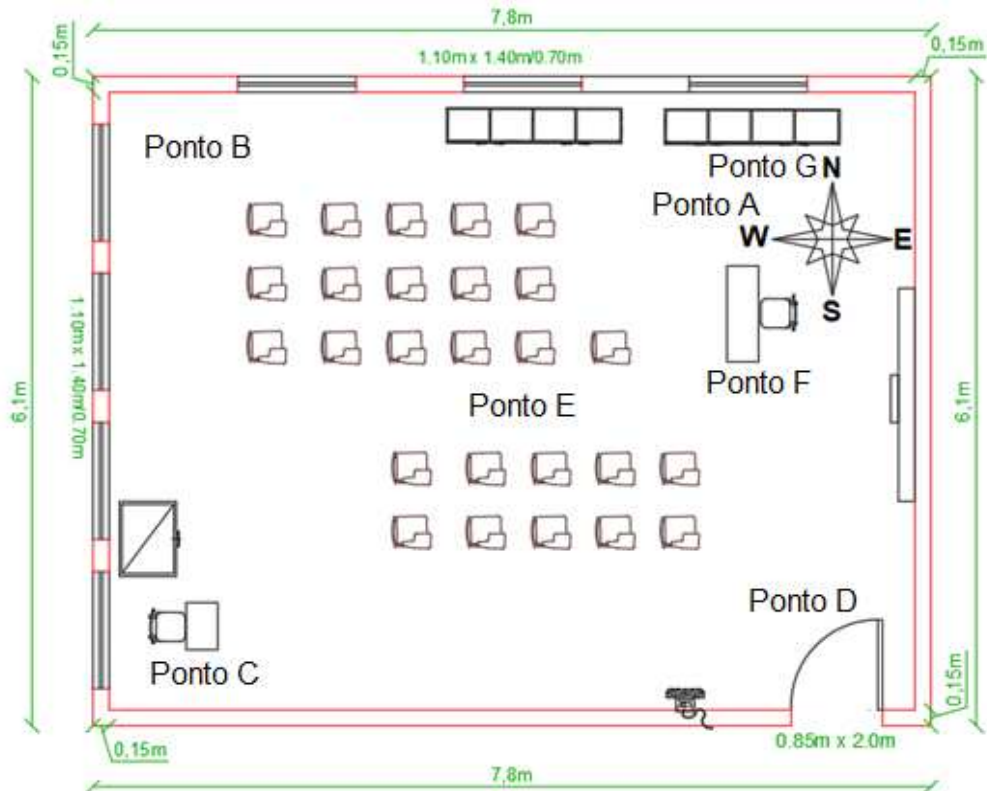 7,8m
0,15m
1.10m x 1.40m/0.70m
0,15m
Ponto B
Ponto G
N
Ponto A
W
E
S
1.10m x 1.40m/0.70m
6,1m
6,1m
Ponto F
Ponto E
Ponto D
Ponto C
0,15m
0,15m
0.85m x 2.0m
7,8m